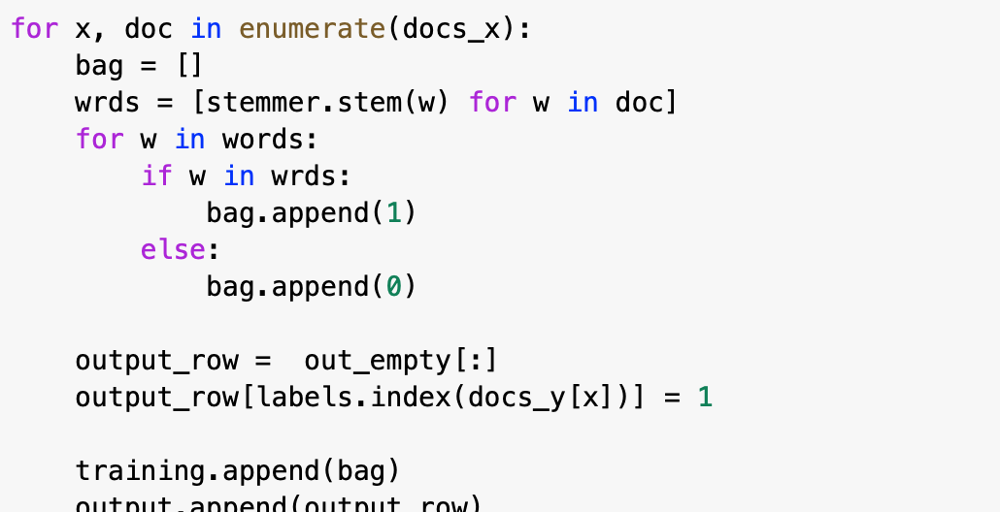 for x, doc in enumerate(docs_x):
    bag = []
    wrds = [stemmer.stem(w) for w in doc]
    for w in words:
        if w in wrds:
            bag.append(1)
        else:
            bag.append(0)

    output_row =  out_empty[:]
    output_row[labels.index(docs_y[x])] = 1

    training.append(bag)
    output.append(output_row)